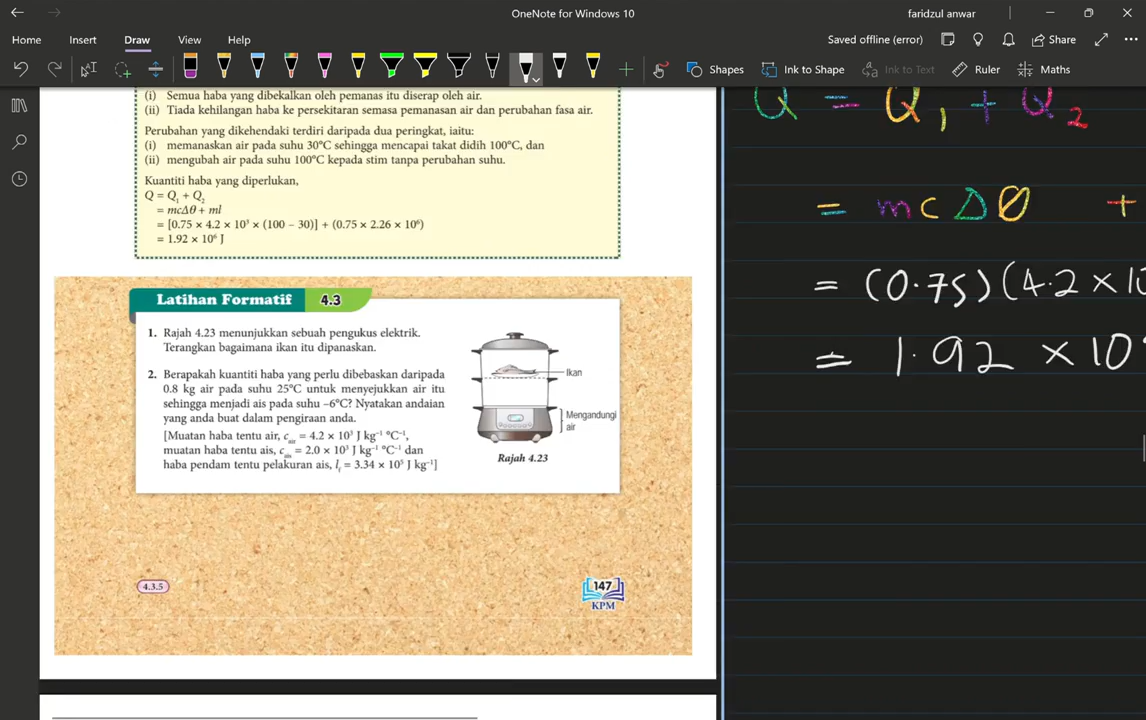 OneNote for Windows 10
faridzul anwar
Home Insert Draw View Help
Saved offline (error)
Share
Shapes
Ink to Shape
Ink to Text
Ruler
Maths
(i) Semua haba yang dibekalkan oleh pemanas itu diserap oleh air.
(ii) Tiada kehilangan haba ke persekitaran semasa pemanasan air dan perubahan fasa air.
Perubahan yang dikehendaki terdiri daripada dua peringkat, iaitu:
(i) memanaskan air pada suhu 30°C sehingga mencapai takat didih 100°C, dan
(ii) mengubah air pada suhu 100°C kepada stim tanpa perubahan suhu.
Kuantiti haba yang diperlukan,
Q = Q₁ + Q₂
= mcΔθ + ml
= [0.75 × 4.2 × 10³ × (100 – 30)] + (0.75 × 2.26 × 10⁶)
= 1.92 × 10⁶ J
Latihan Formatif 4.3
1. Rajah 4.23 menunjukkan sebuah pengukus elektrik.
Terangkan bagaimana ikan itu dipanaskan.
2. Berapakah kuantiti haba yang perlu dibebaskan daripada
0.8 kg air pada suhu 25°C untuk menyejukkan air itu
sehingga menjadi ais pada suhu –6°C? Nyatakan andaian
yang anda buat dalam pengiraan anda.
[Muatan haba tentu air, c air = 4.2 × 10³ J kg⁻¹ °C⁻¹,
muatan haba tentu ais, c ais = 2.0 × 10³ J kg⁻¹ °C⁻¹ dan
haba pendam tentu pelakuran ais, l f = 3.34 × 10⁵ J kg⁻¹]
Ikan
Mengandungi
air
Rajah 4.23
4.3.5
147
KPM
Q = Q₁ + Q₂
= mcΔθ +
= (0.75)(4.2 × 10
= 1.92 × 10